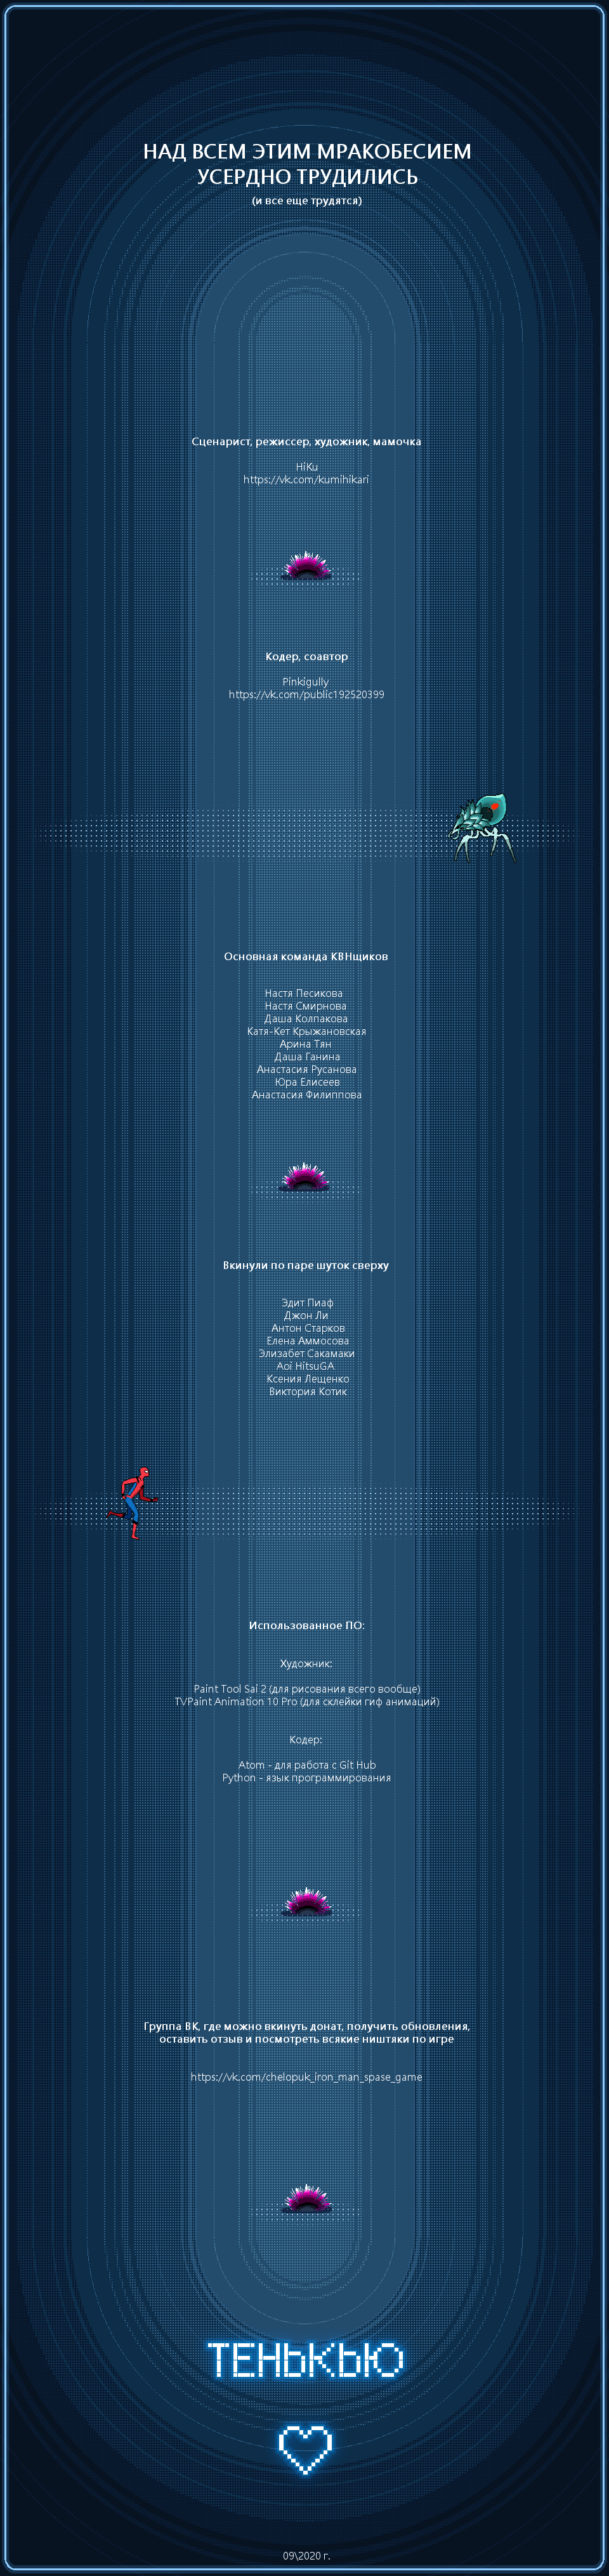 НАД ВСЕМ ЭТИМ МРАКОБЕСИЕМ
УСЕРДНО ТРУДИЛИСЬ
(и все еще трудятся)
Сценарист, режиссер, художник, мамочка
HiKu
https://vk.com/kumihikari
Кодер, соавтор
Pinkigully
https://vk.com/public192520399
Основная команда КВНщиков
Настя Песикова
Настя Смирнова
Даша Колпакова
Катя-Кет Крыжановская
Арина Тян
Даша Ганина
Анастасия Русанова
Юра Елисеев
Анастасия Филиппова
Вкинули по паре шуток сверху
Эдит Пиаф
Джон Ли
Антон Старков
Елена Аммосова
Элизабет Сакамаки
Aoi HitsuGA
Ксения Лещенко
Виктория Котик
Использованное ПО:
Художник:
Paint Tool Sai 2 (для рисования всего вообще)
TVPaint Animation 10 Pro (для склейки гиф анимаций)
Кодер:
Atom - для работа с Git Hub
Python - язык программирования
Группа ВК, где можно вкинуть донат, получить обновления,
оставить отзыв и посмотреть всякие ништяки по игре
https://vk.com/chelopuk_iron_man_spase_game
ТЕНЬКЬЮ
09\2020 г.